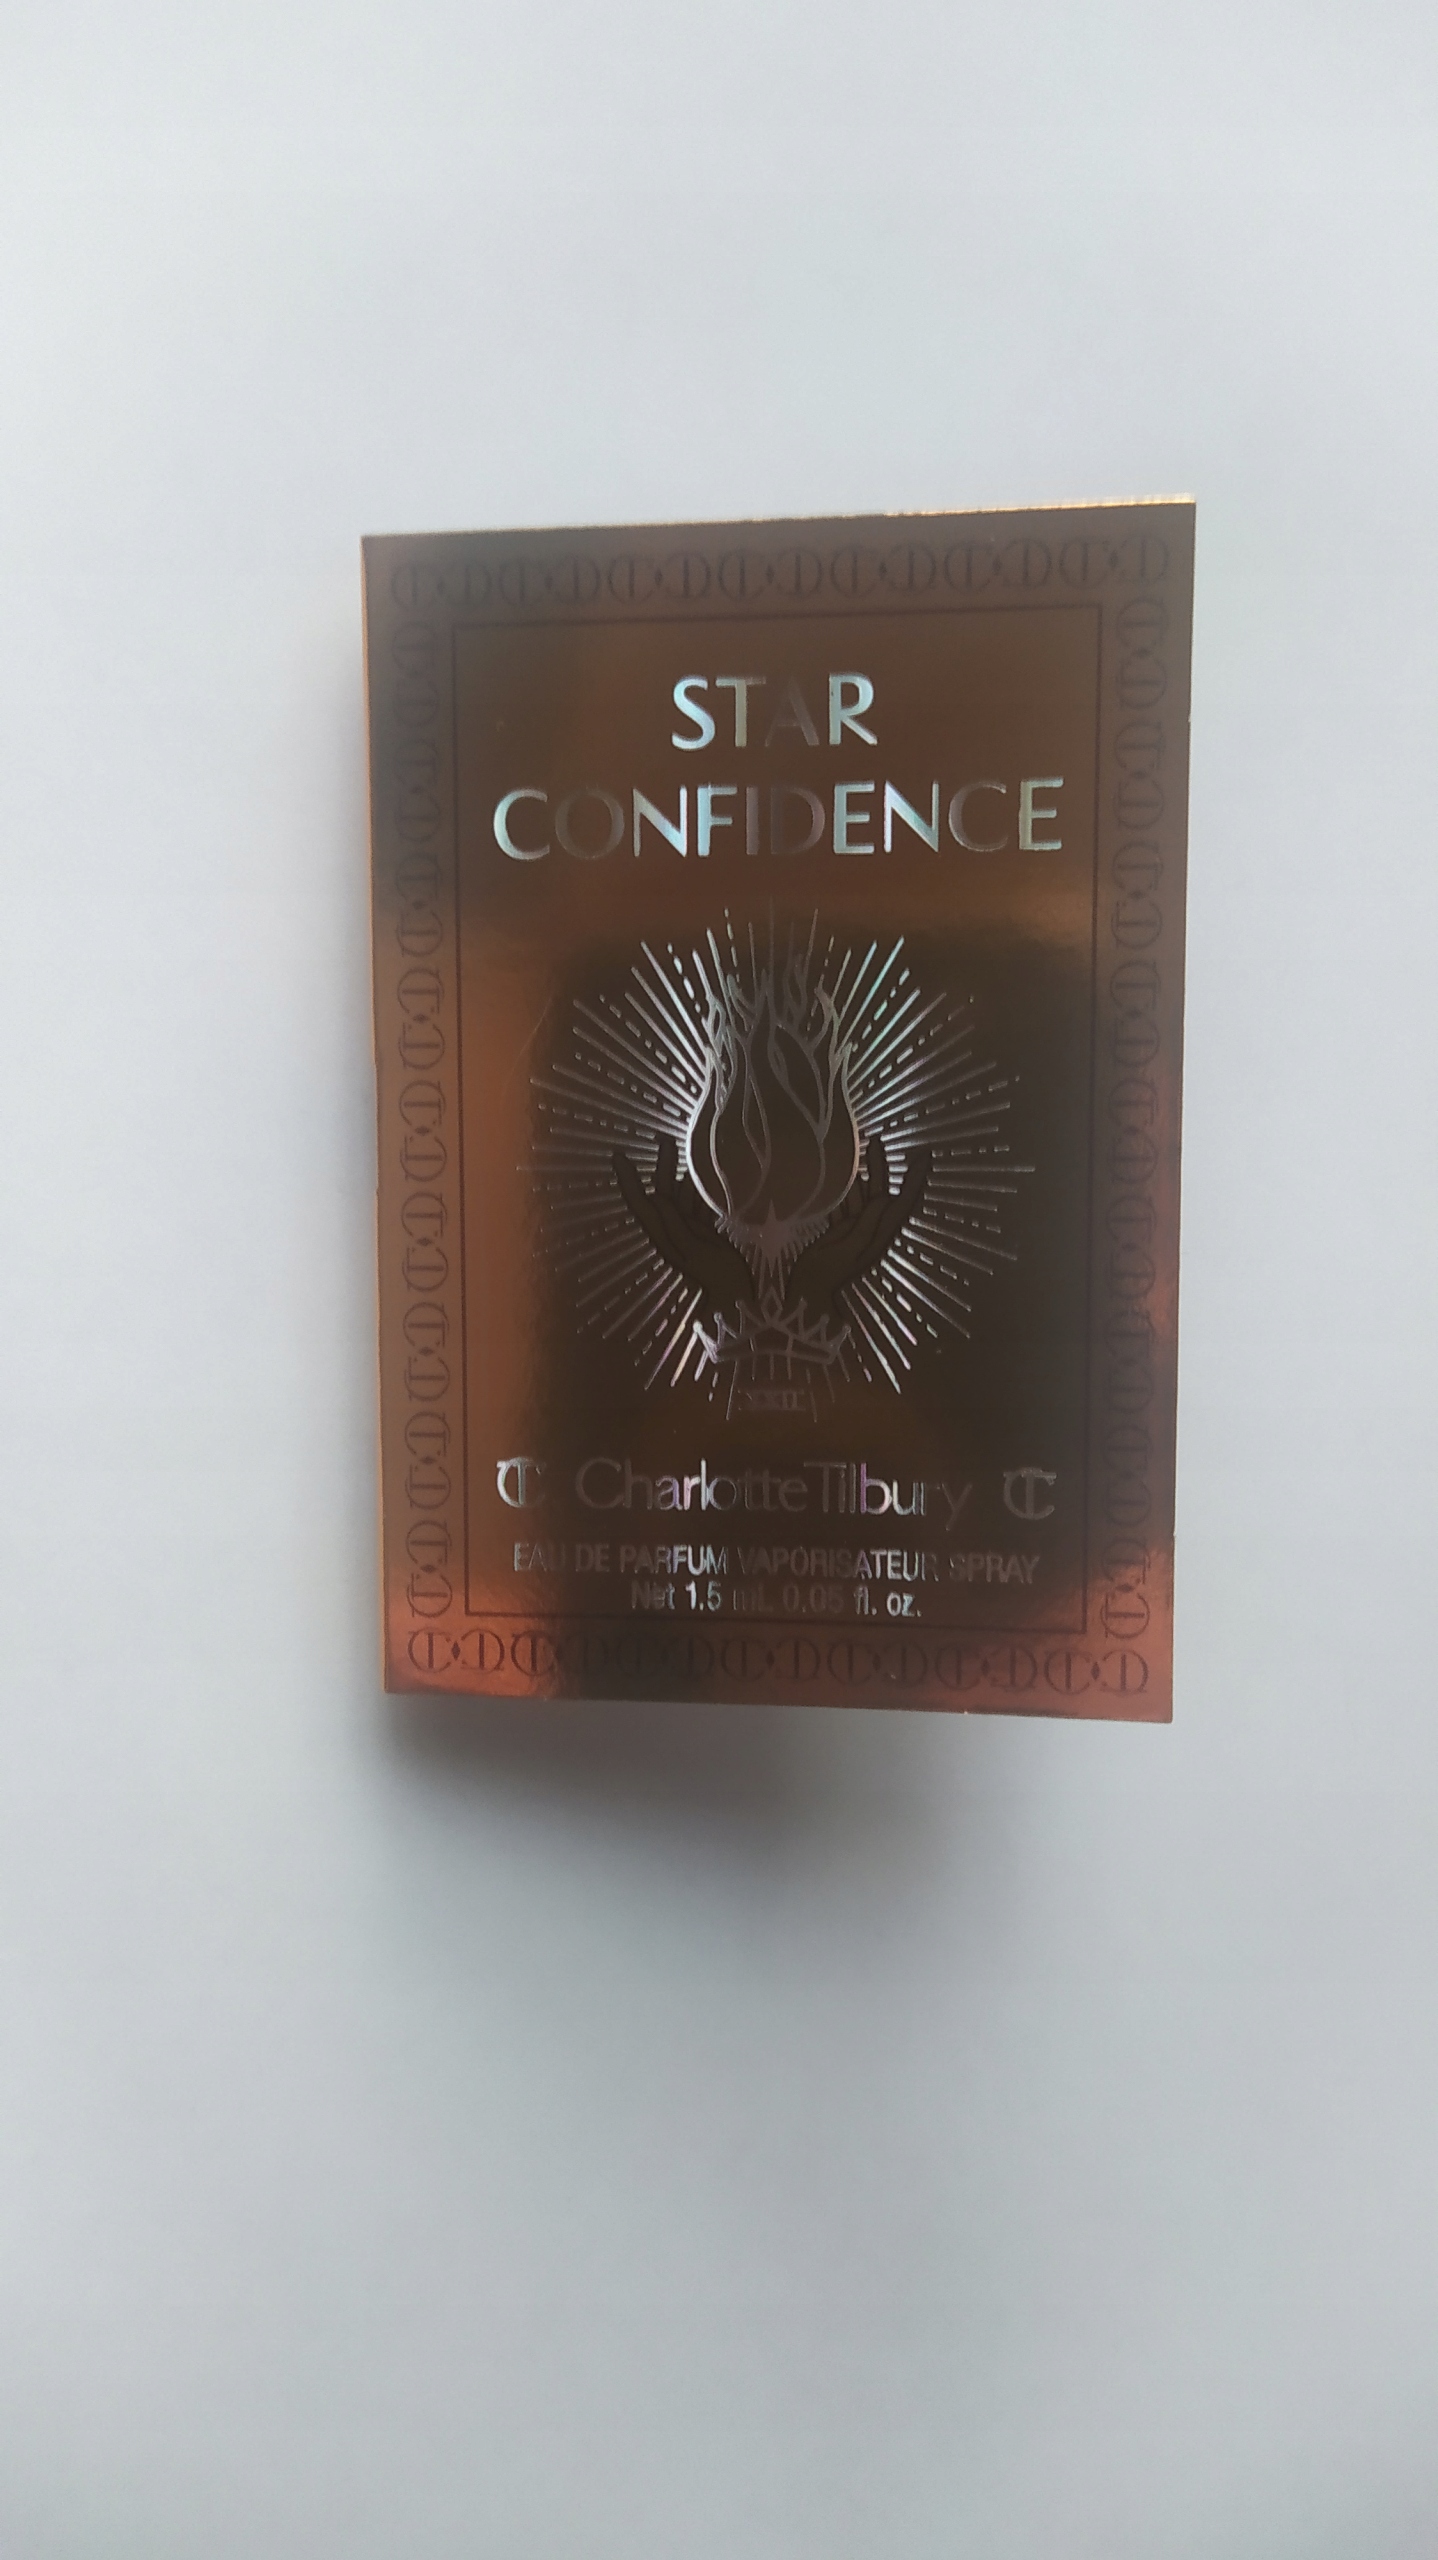 STAR
CONFIDENCE
XXII
CharlotteTilbury
EAU DE PARFUM VAPORISATEUR SPRAY
Net 1.5 mL 0.05 fl. oz.